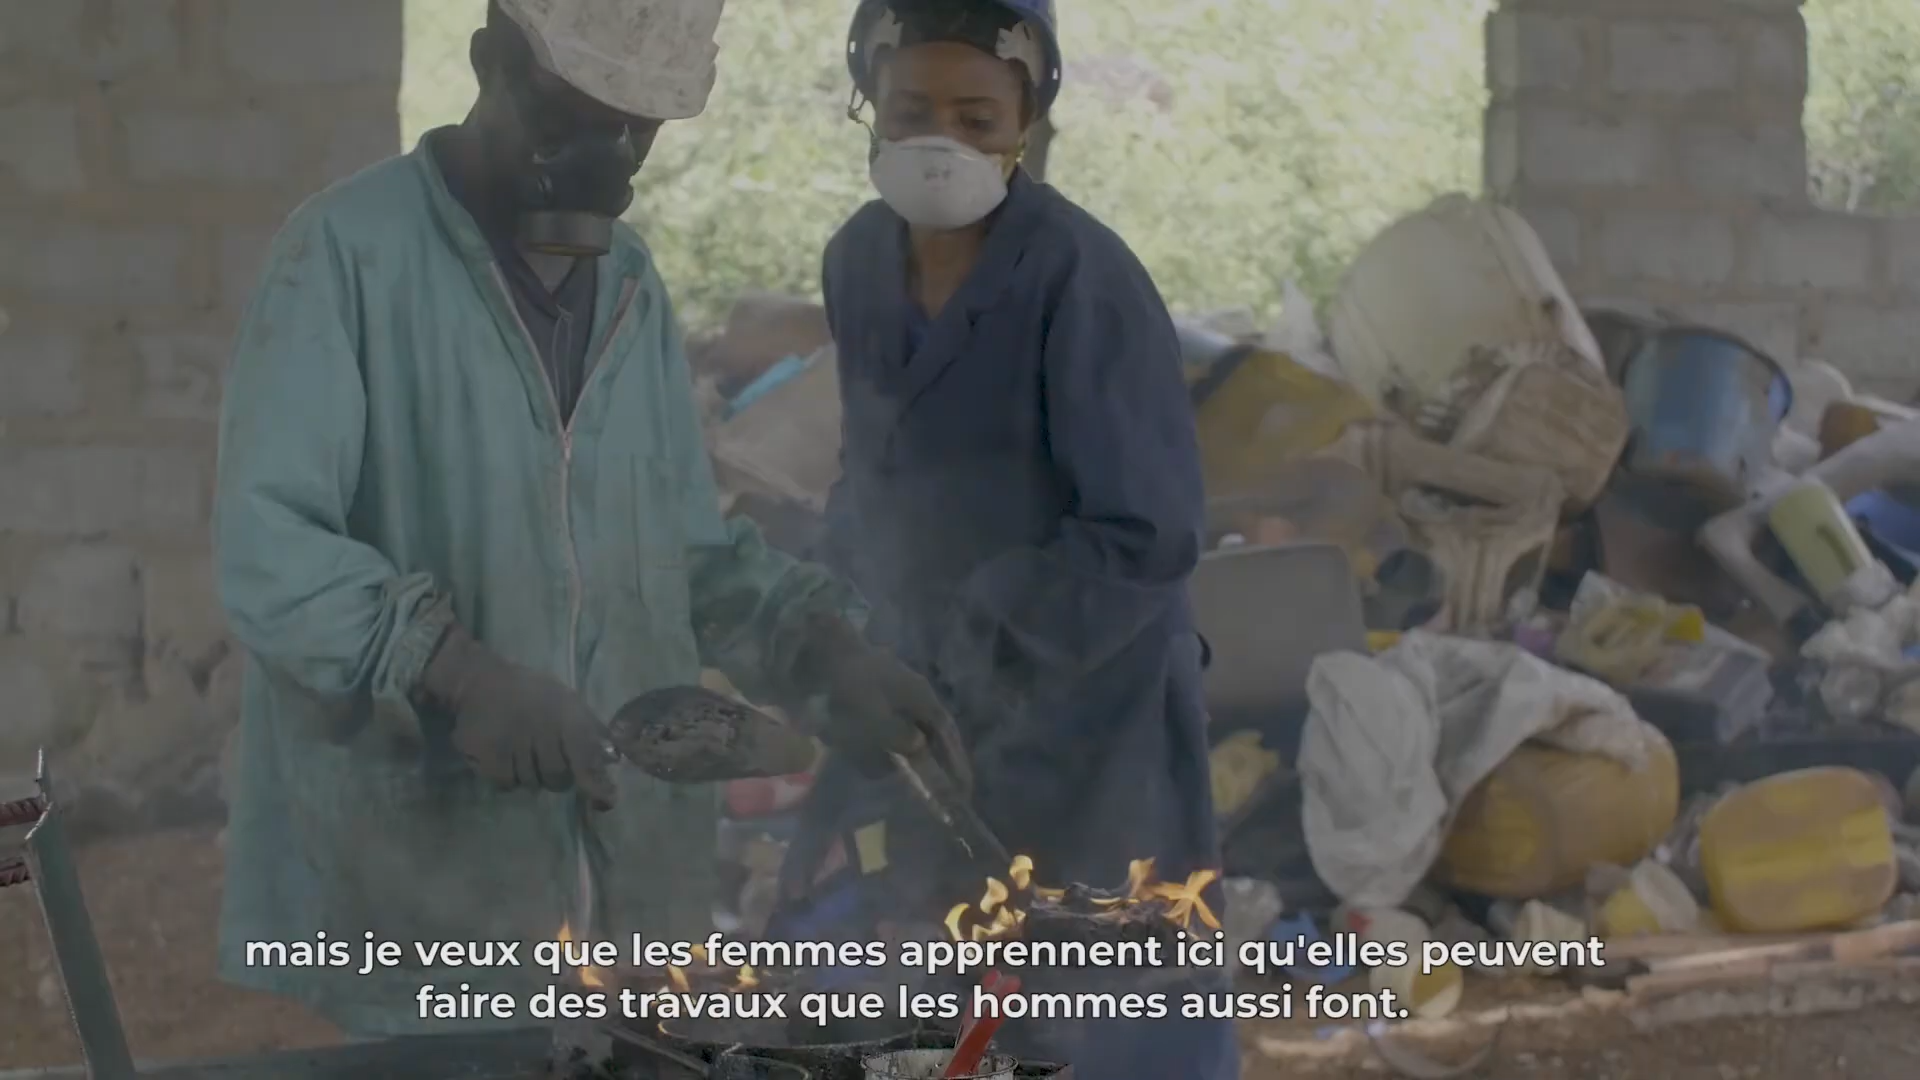 mais je veux que les femmes apprennent ici qu'elles peuvent
faire des travaux que les hommes aussi font.